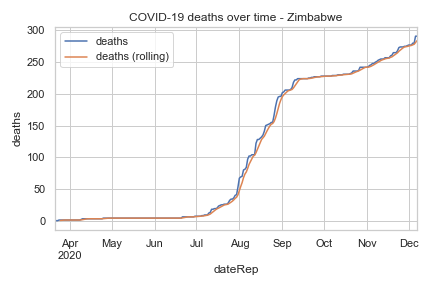 COVID-19 deaths over time - Zimbabwe
deaths
deaths (rolling)
300
250
200
150
100
50
0
deaths
Apr May Jun Jul Aug Sep Oct Nov Dec
2020
dateRep